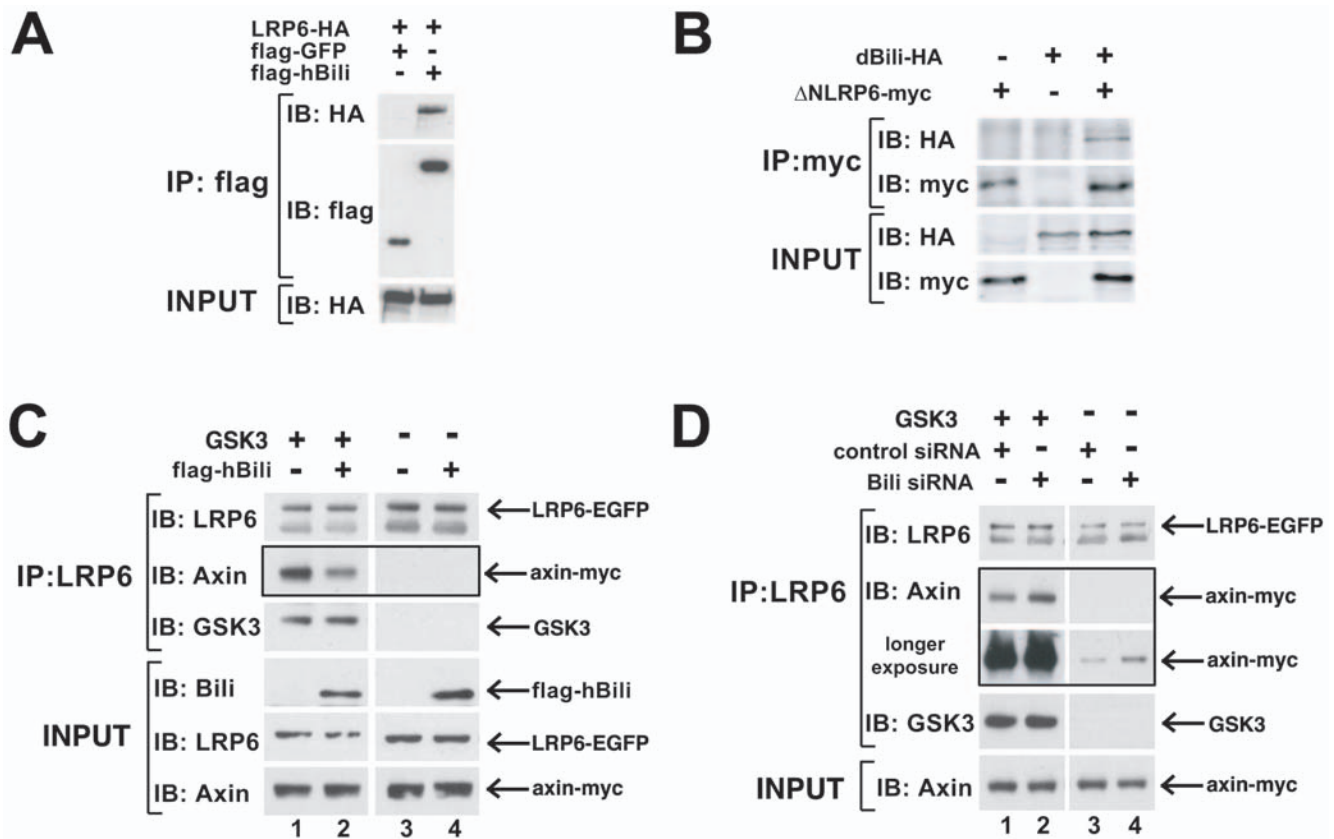 A
LRP6-HA + +
flag-GFP + -
flag-hBili - +
IP: flag
IB: HA
IB: flag
INPUT
IB: HA
B
dBili-HA - + +
ΔNLRP6-myc + - +
IP:myc
IB: HA
IB: myc
INPUT
IB: HA
IB: myc
C
GSK3 + + - -
flag-hBili - + - +
IP:LRP6
IB: LRP6 LRP6-EGFP
IB: Axin axin-myc
IB: GSK3 GSK3
INPUT
IB: Bili flag-hBili
IB: LRP6 LRP6-EGFP
IB: Axin axin-myc
1 2 3 4
D
GSK3 + + - -
control siRNA + - + -
Bili siRNA - + - +
IP:LRP6
IB: LRP6 LRP6-EGFP
IB: Axin axin-myc
longer
exposure axin-myc
IB: GSK3 GSK3
INPUT
IB: Axin axin-myc
1 2 3 4